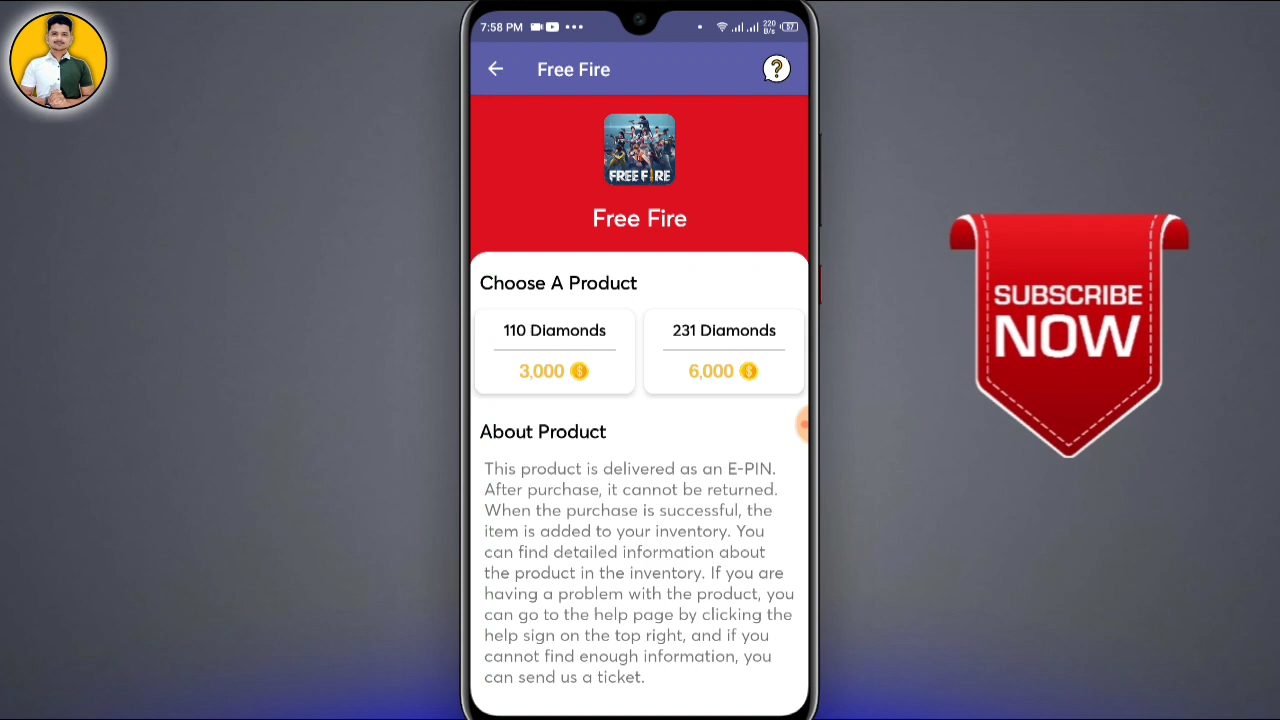 7:58 PM
220
B/s
57
Free Fire
?
FREE FIRE
Free Fire
Choose A Product
110 Diamonds
231 Diamonds
3,000
6,000
About Product
This product is delivered as an E-PIN.
After purchase, it cannot be returned.
When the purchase is successful, the
item is added to your inventory. You
can find detailed information about
the product in the inventory. If you are
having a problem with the product, you
can go to the help page by clicking the
help sign on the top right, and if you
cannot find enough information, you
can send us a ticket.
SUBSCRIBE
NOW